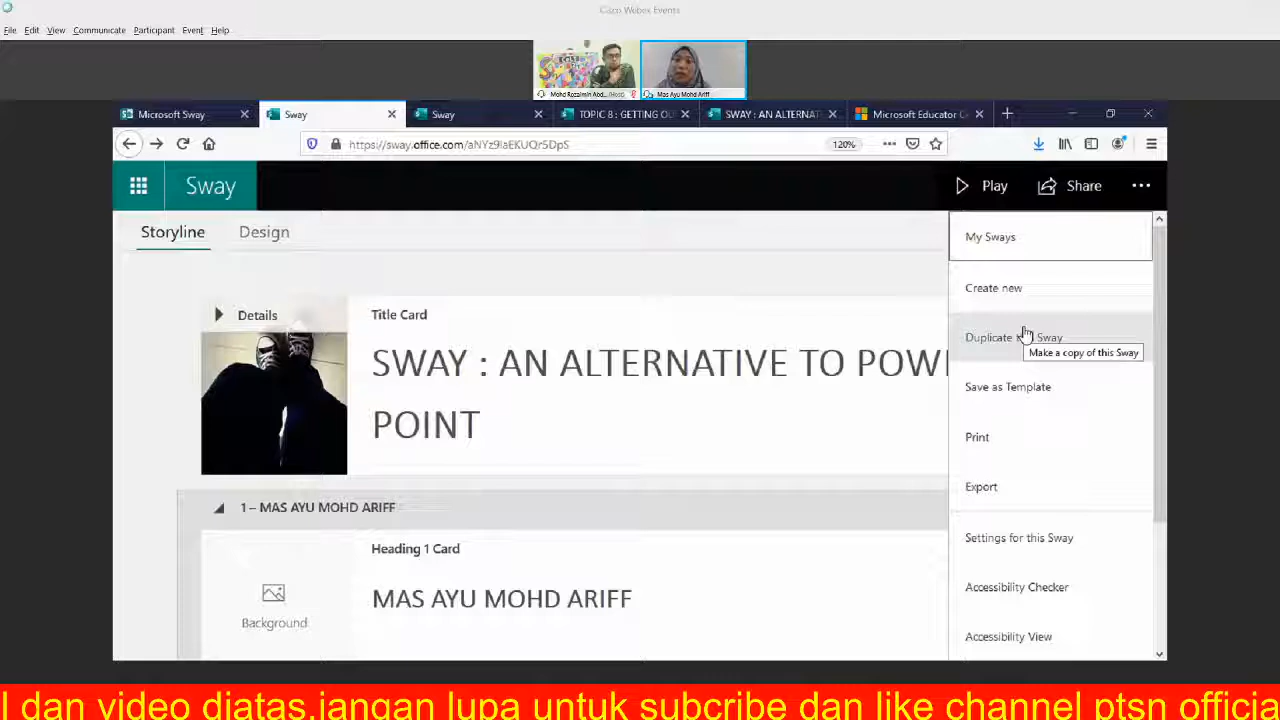 Cisco Webex Events
File Edit View Communicate Participant Event Help
Mas Ayu Mohd Ariff
Microsoft Sway
Sway
Sway
TOPIC 8 : GETTING OU
SWAY : AN ALTERNAT
Microsoft Educator C
https://sway.office.com/aNYz9IaEKUQr5DpS
120%
Sway
Play
Share
Storyline
Design
My Sways
Create new
Duplicate Sway
Make a copy of this Sway
Save as Template
Print
Export
Settings for this Sway
Accessibility Checker
Accessibility View
Details
Title Card
SWAY : AN ALTERNATIVE TO POW
POINT
1 – MAS AYU MOHD ARIFF
Heading 1 Card
Background
MAS AYU MOHD ARIFF
l dan video diatas,jangan lupa untuk subcribe dan like channel ptsn officia